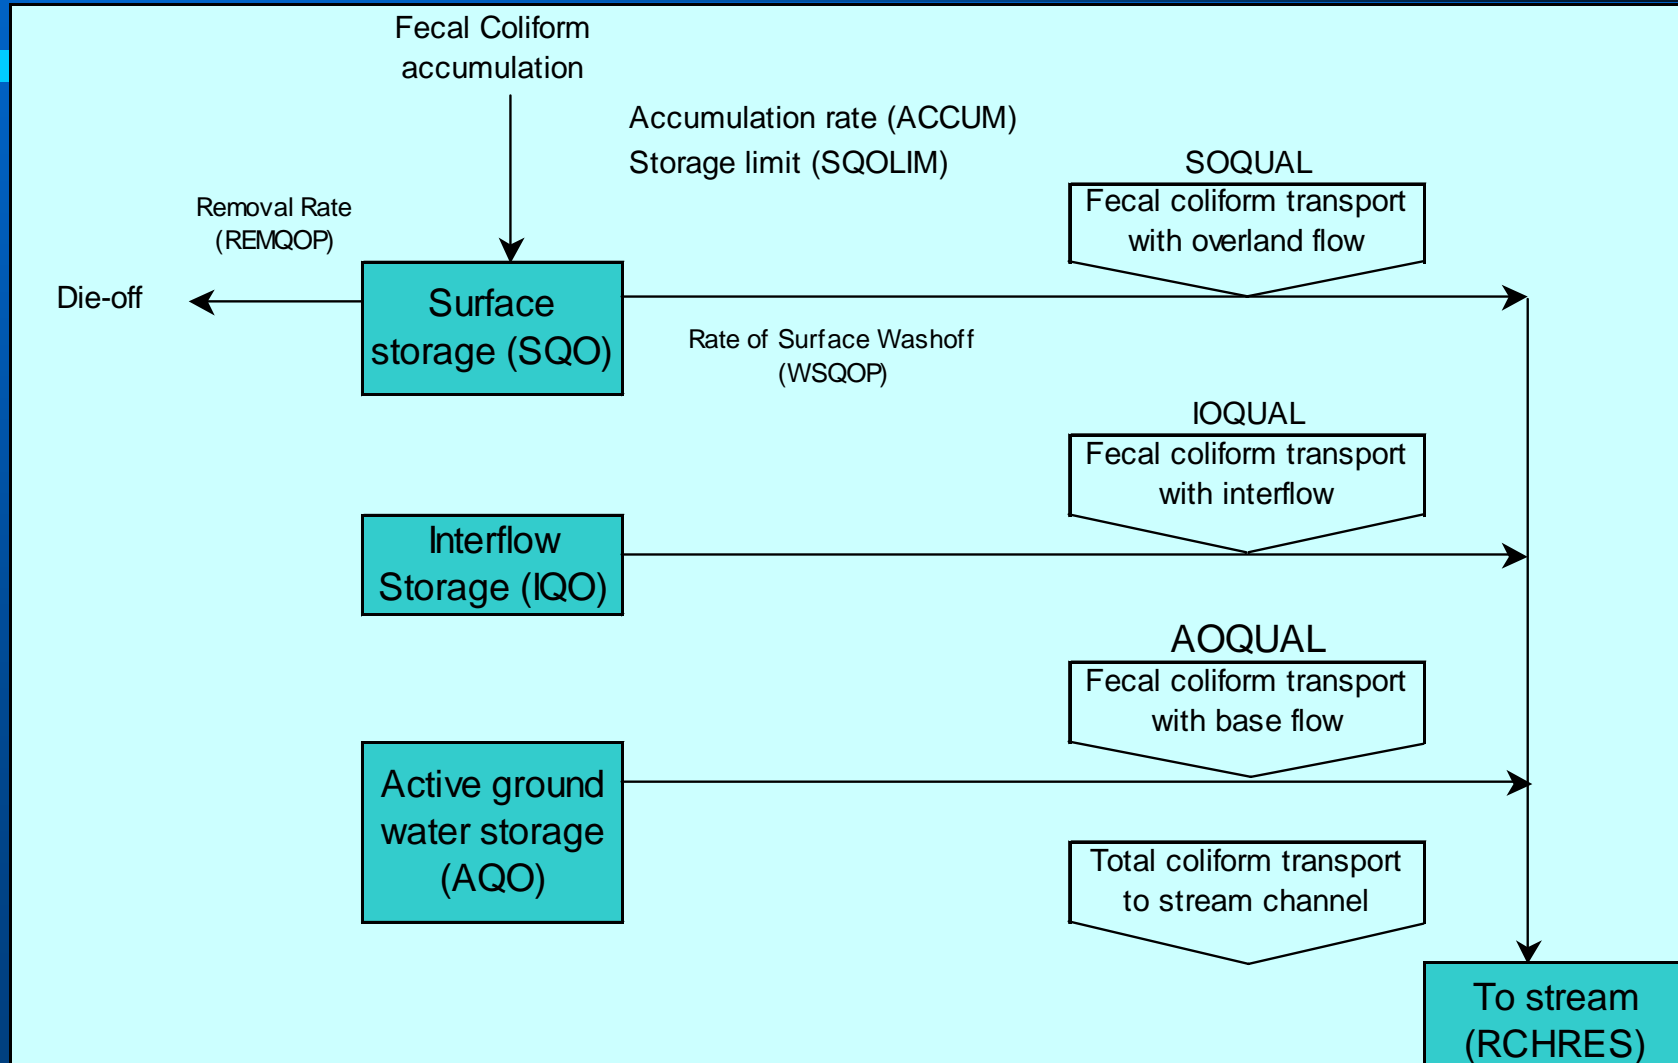 Fecal Coliform
accumulation
Accumulation rate (ACCUM)
Storage limit (SQOLIM)
SOQUAL
Fecal coliform transport
with overland flow
Removal Rate
(REMQOP)
Die-off
Surface
storage (SQO)
Rate of Surface Washoff
(WSQOP)
IOQUAL
Fecal coliform transport
with interflow
Interflow
Storage (IQO)
AOQUAL
Fecal coliform transport
with base flow
Active ground
water storage
(AQO)
Total coliform transport
to stream channel
To stream
(RCHRES)